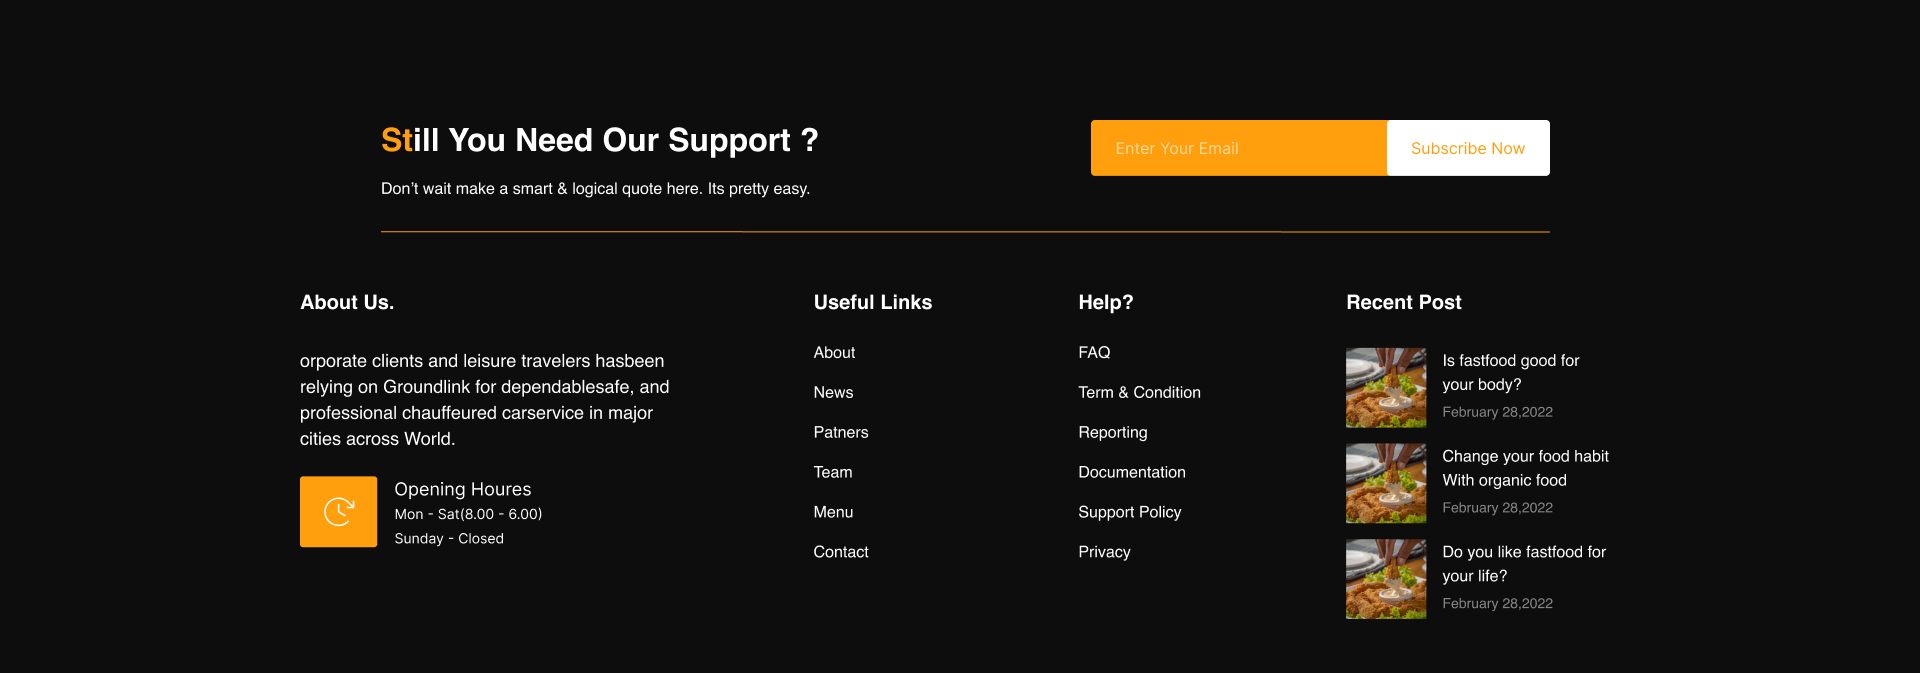 Still You Need Our Support ?
Don’t wait make a smart & logical quote here. Its pretty easy.
Enter Your Email
Subscribe Now
About Us.
orporate clients and leisure travelers hasbeen
relying on Groundlink for dependablesafe, and
professional chauffeured carservice in major
cities across World.
Opening Houres
Mon - Sat(8.00 - 6.00)
Sunday - Closed
Useful Links
About
News
Patners
Team
Menu
Contact
Help?
FAQ
Term & Condition
Reporting
Documentation
Support Policy
Privacy
Recent Post
Is fastfood good for
your body?
February 28,2022
Change your food habit
With organic food
February 28,2022
Do you like fastfood for
your life?
February 28,2022